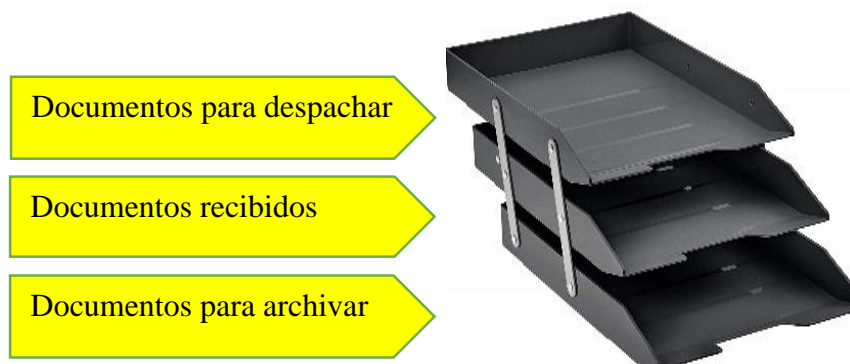 Documentos para despachar
Documentos recibidos
Documentos para archivar